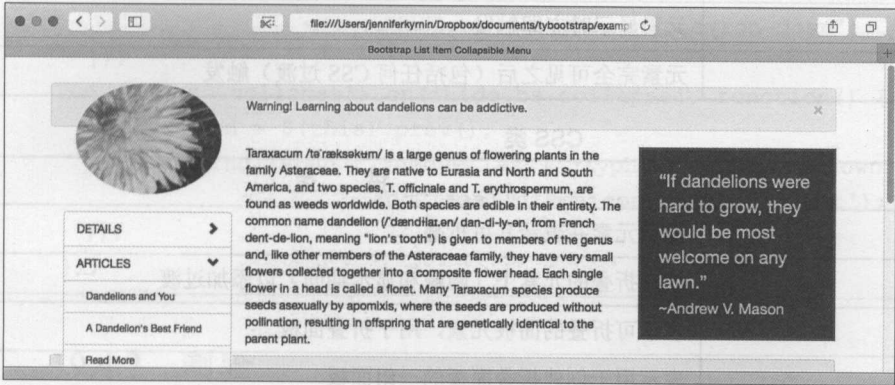 file:///Users/jenniferkyrnin/Dropbox/documents/tybootstrap/examp
Bootstrap List Item Collapsible Menu
Warning! Learning about dandelions can be addictive.
×
DETAILS
ARTICLES
Dandelions and You
A Dandelion's Best Friend
Read More
Taraxacum /təˈræksəkʊm/ is a large genus of flowering plants in the
family Asteraceae. They are native to Eurasia and North and South
America, and two species, T. officinale and T. erythrospermum, are
found as weeds worldwide. Both species are edible in their entirety. The
common name dandelion (/ˈdændɨlaɪ.ən/ dan-di-ly-ən, from French
dent-de-lion, meaning "lion's tooth") is given to members of the genus
and, like other members of the Asteraceae family, they have very small
flowers collected together into a composite flower head. Each single
flower in a head is called a floret. Many Taraxacum species produce
seeds asexually by apomixis, where the seeds are produced without
pollination, resulting in offspring that are genetically identical to the
parent plant.
“If dandelions were
hard to grow, they
would be most
welcome on any
lawn.”
~Andrew V. Mason